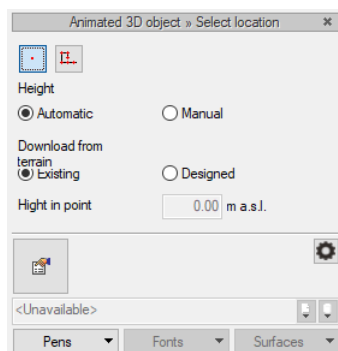 Animated 3D object » Select location
Height
Automatic
Manual
Download from
terrain
Existing
Designed
Hight in point
0.00
m a.s.l.
<Unavailable>
Pens
Fonts
Surfaces